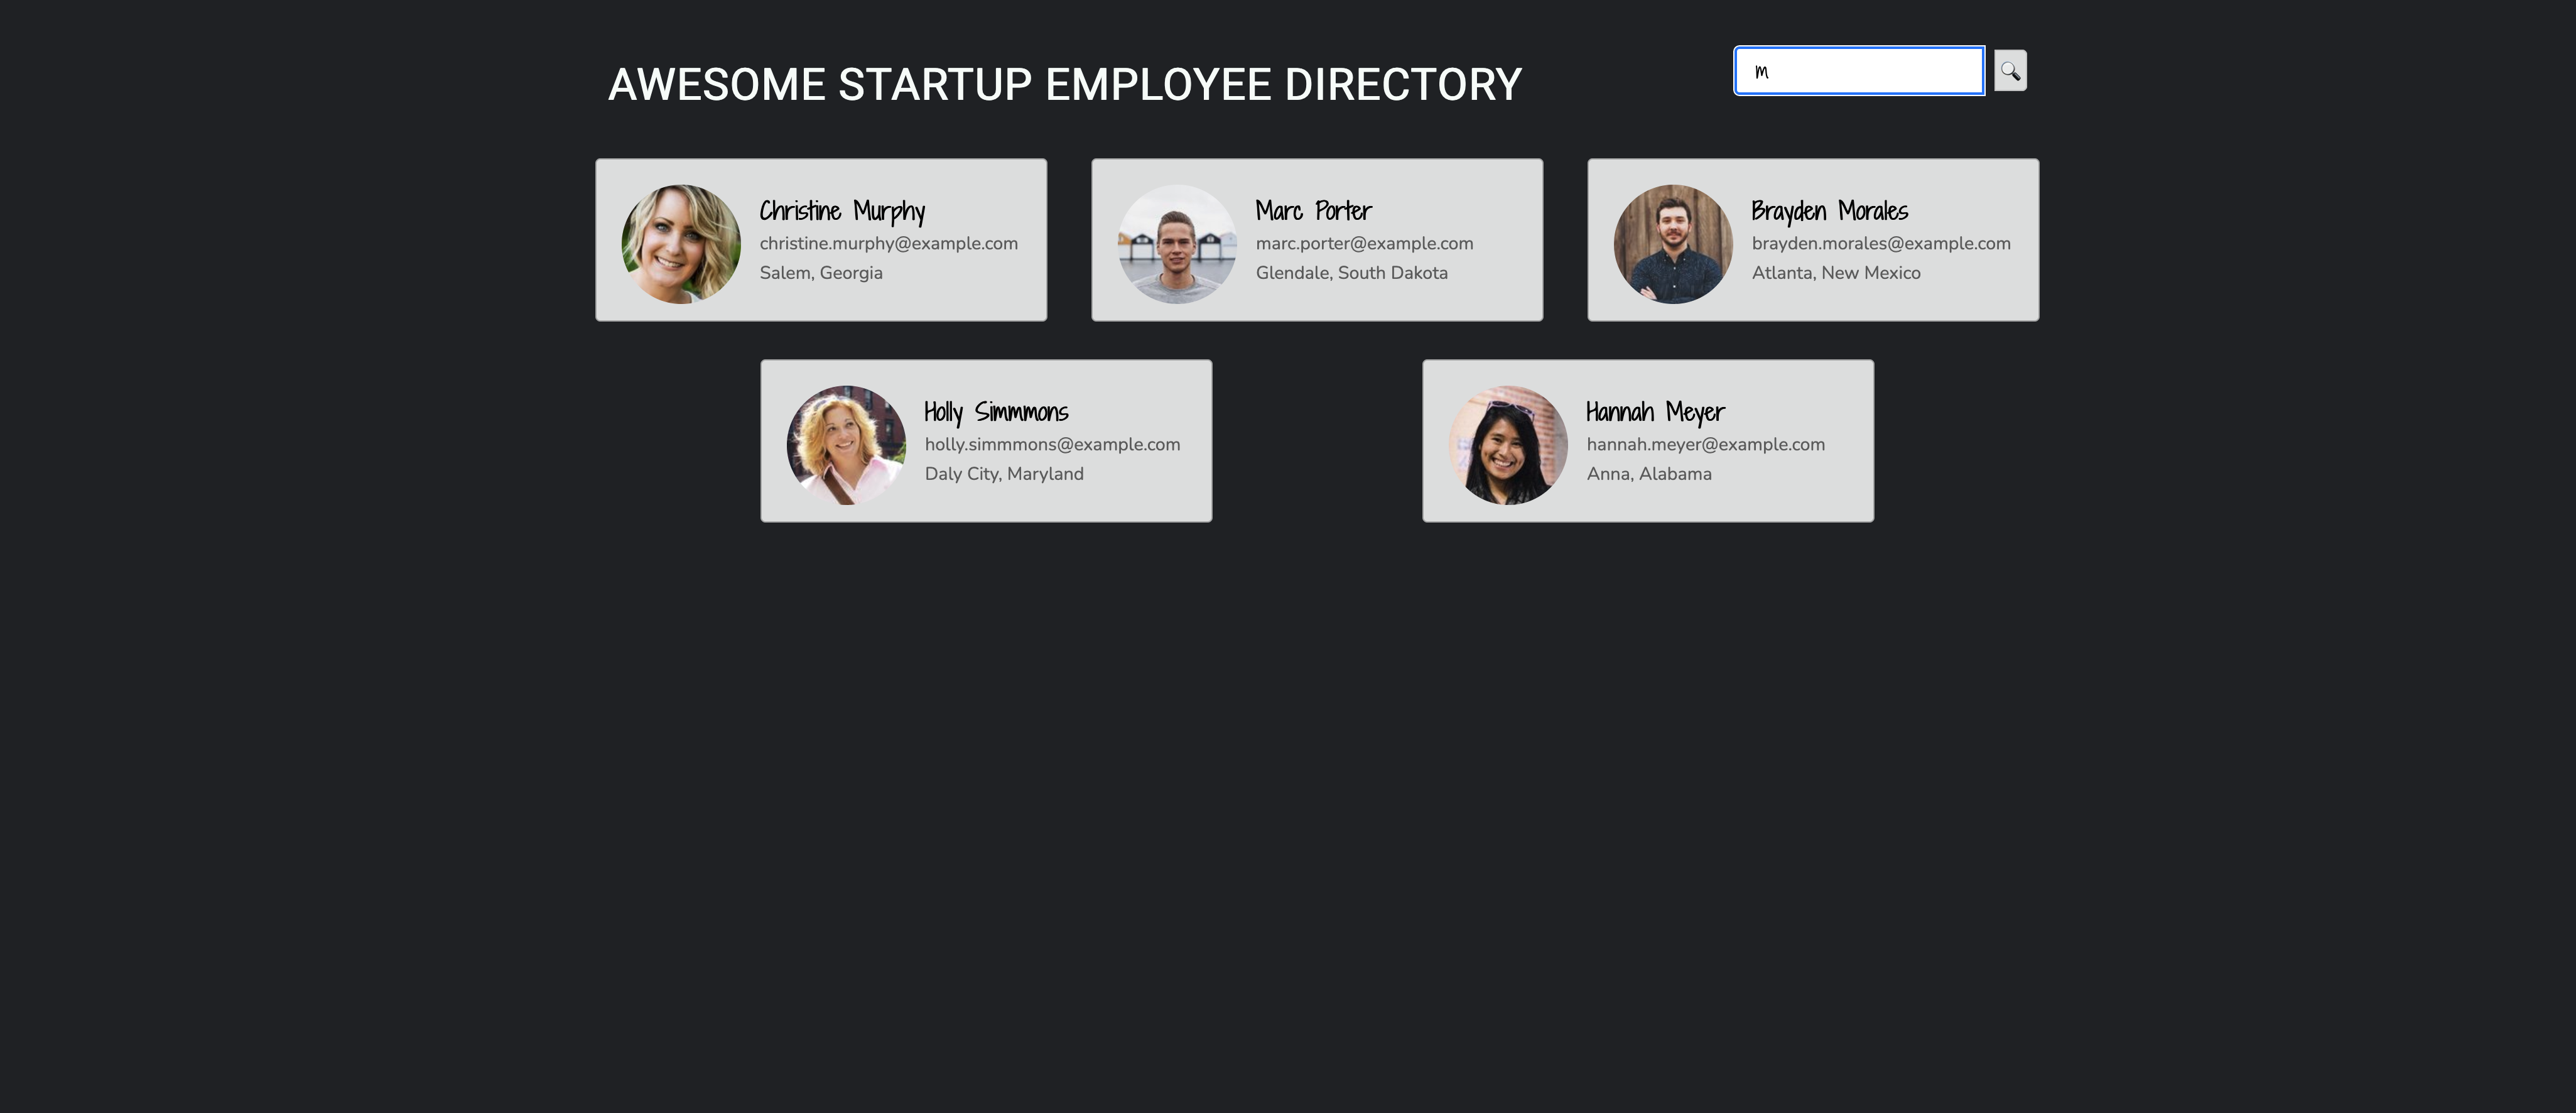 AWESOME STARTUP EMPLOYEE DIRECTORY
m
Christine Murphy
christine.murphy@example.com
Salem, Georgia
Marc Porter
marc.porter@example.com
Glendale, South Dakota
Brayden Morales
brayden.morales@example.com
Atlanta, New Mexico
Holly Simmmons
holly.simmmons@example.com
Daly City, Maryland
Hannah Meyer
hannah.meyer@example.com
Anna, Alabama